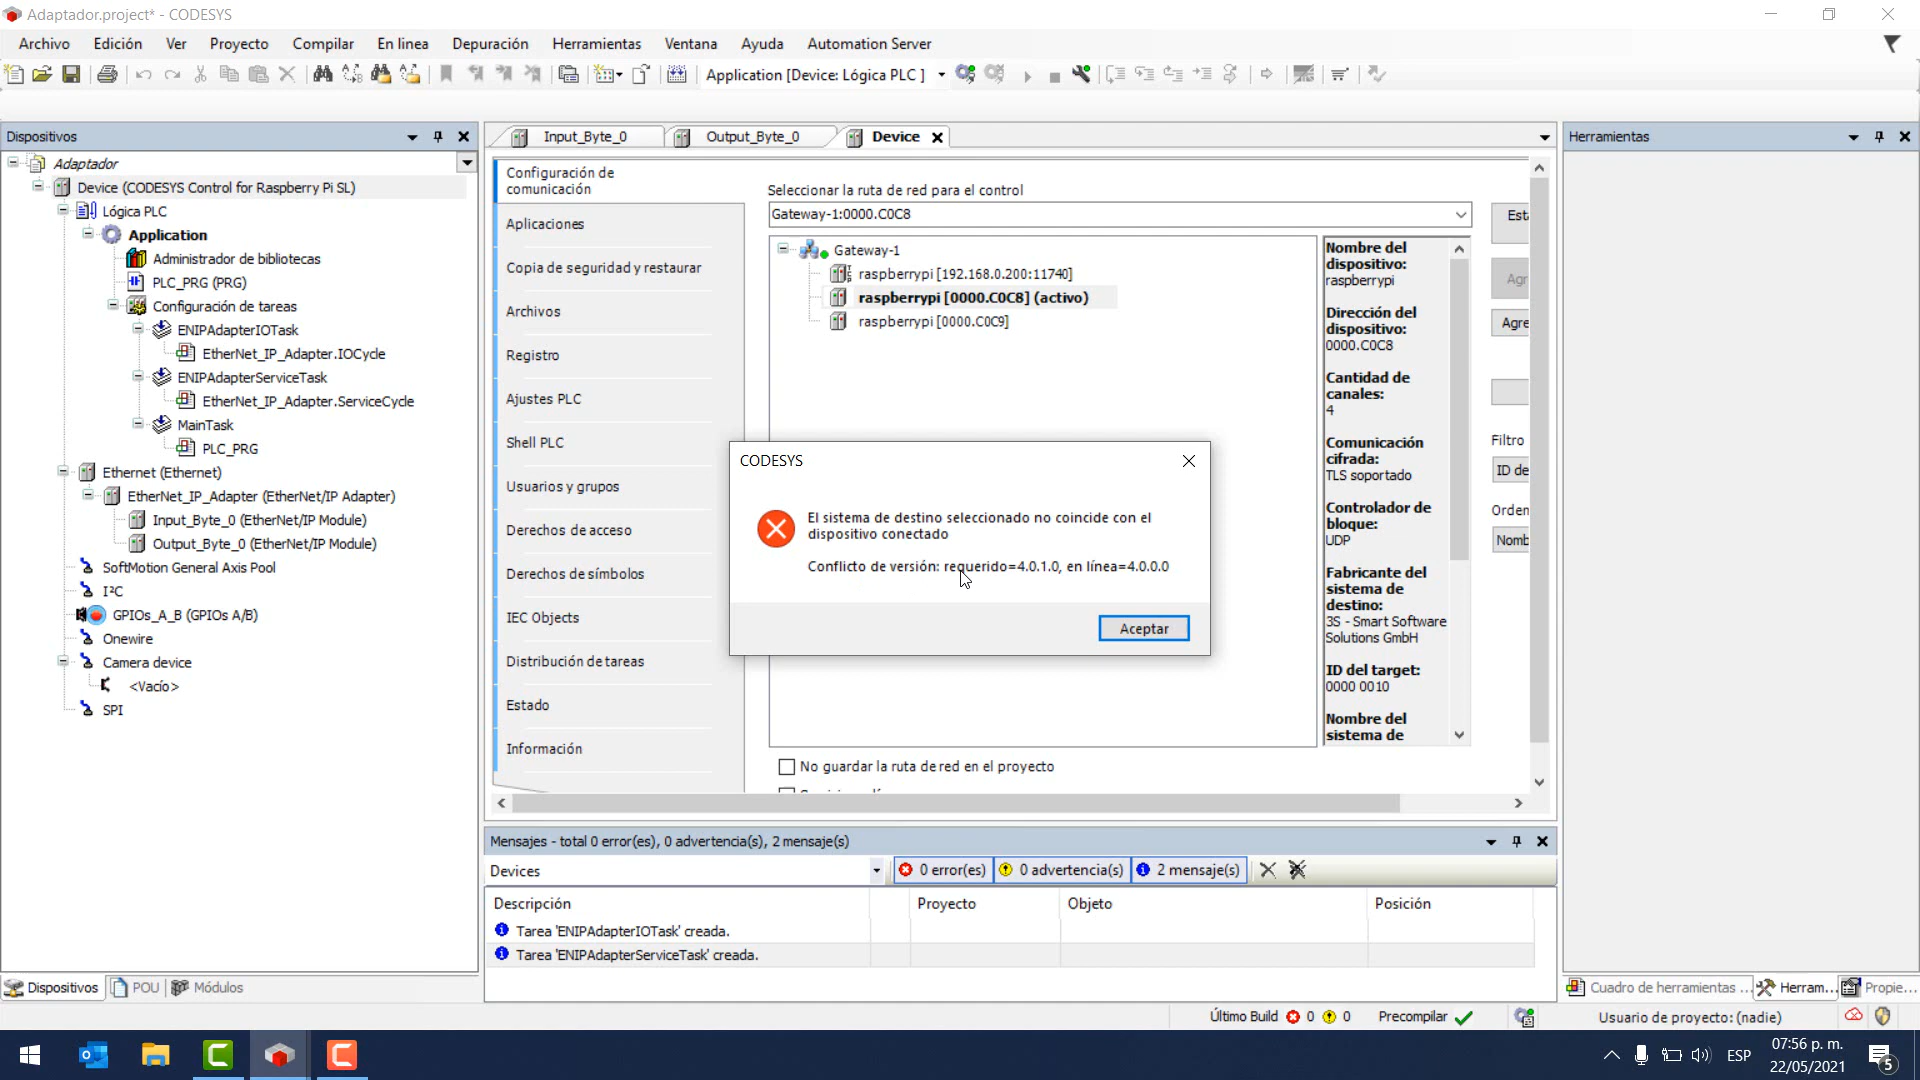 Adaptador.project* - CODESYS
Archivo Edición Ver Proyecto Compilar En linea Depuración Herramientas Ventana Ayuda Automation Server
Application [Device: Lógica PLC ]
Dispositivos
Adaptador
Device (CODESYS Control for Raspberry Pi SL)
Lógica PLC
Application
Administrador de bibliotecas
PLC_PRG (PRG)
Configuración de tareas
ENIPAdapterIOTask
EtherNet_IP_Adapter.IOCycle
ENIPAdapterServiceTask
EtherNet_IP_Adapter.ServiceCycle
MainTask
PLC_PRG
Ethernet (Ethernet)
EtherNet_IP_Adapter (EtherNet/IP Adapter)
Input_Byte_0 (EtherNet/IP Module)
Output_Byte_0 (EtherNet/IP Module)
SoftMotion General Axis Pool
I²C
GPIOs_A_B (GPIOs A/B)
Onewire
Camera device
<Vacío>
SPI
Dispositivos POU Módulos
Input_Byte_0 Output_Byte_0 Device
Configuración de
comunicación
Aplicaciones
Copia de seguridad y restaurar
Archivos
Registro
Ajustes PLC
Shell PLC
Usuarios y grupos
Derechos de acceso
Derechos de símbolos
IEC Objects
Distribución de tareas
Estado
Información
Seleccionar la ruta de red para el control
Gateway-1:0000.C0C8
Gateway-1
raspberrypi [192.168.0.200:11740]
raspberrypi [0000.C0C8] (activo)
raspberrypi [0000.C0C9]
Nombre del
dispositivo:
raspberrypi
Dirección del
dispositivo:
0000.C0C8
Cantidad de
canales:
4
Comunicación
cifrada:
TLS soportado
Controlador de
bloque:
UDP
Fabricante del
sistema de
destino:
3S - Smart Software
Solutions GmbH
ID del target:
0000 0010
Nombre del
sistema de
Est
Agr
Agre
Filtro
ID de
Orden
Nomb
No guardar la ruta de red en el proyecto
CODESYS
El sistema de destino seleccionado no coincide con el
dispositivo conectado
Conflicto de versión: requerido=4.0.1.0, en línea=4.0.0.0
Aceptar
Mensajes - total 0 error(es), 0 advertencia(s), 2 mensaje(s)
Devices 0 error(es) 0 advertencia(s) 2 mensaje(s)
Descripción Proyecto Objeto Posición
Tarea 'ENIPAdapterIOTask' creada.
Tarea 'ENIPAdapterServiceTask' creada.
Herramientas
Cuadro de herramientas ... Herram... Propie...
Último Build 0 0 Precompilar Usuario de proyecto: (nadie)
ESP
07:56 p. m.
22/05/2021
5